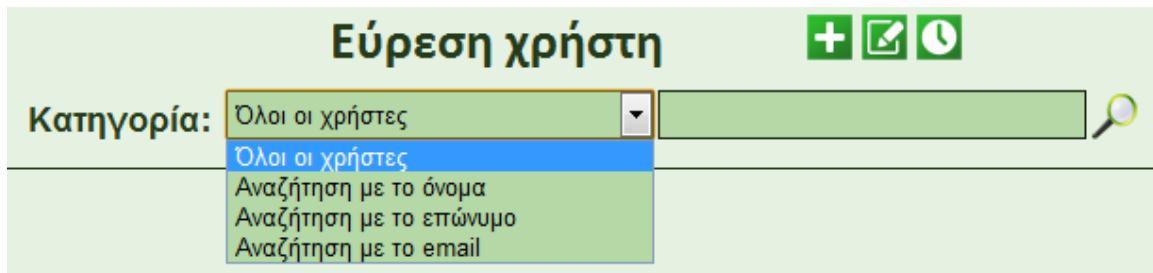 Εύρεση χρήστη
Κατηγορία: Όλοι οι χρήστες
Όλοι οι χρήστες
Αναζήτηση με το όνομα
Αναζήτηση με το επώνυμο
Αναζήτηση με το email